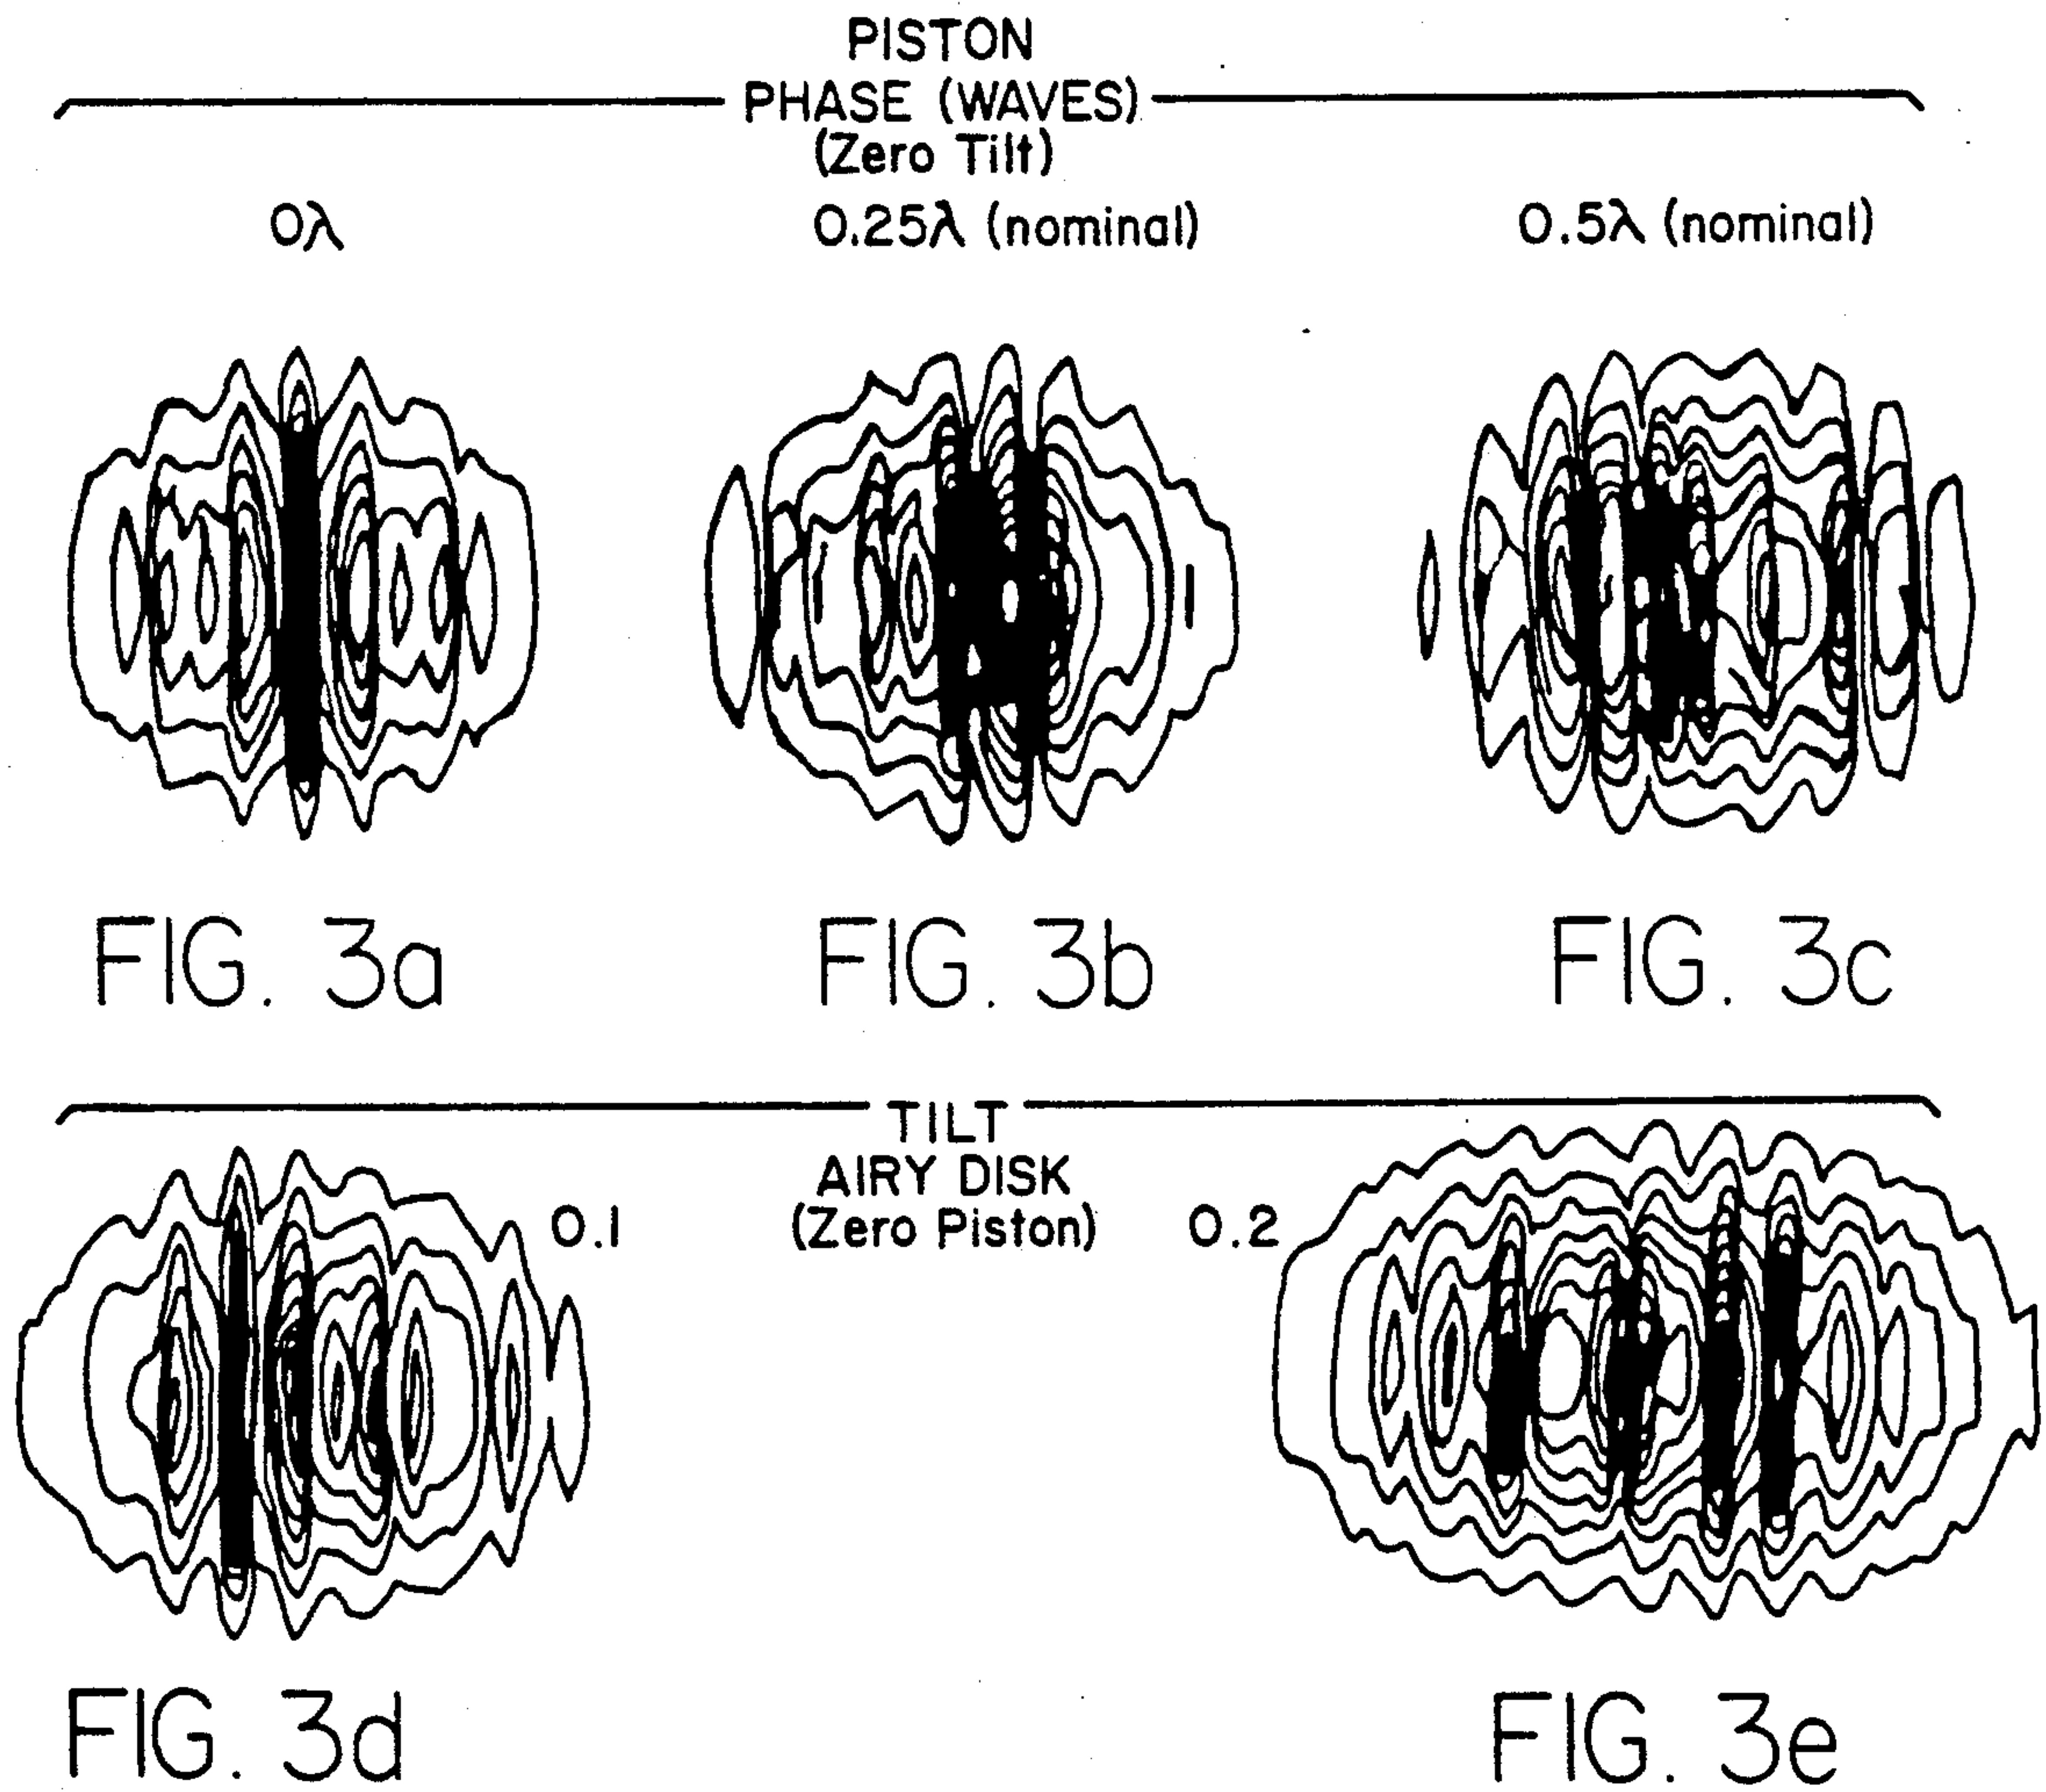 PISTON
PHASE (WAVES)
(Zero Tilt)
0λ
0.25λ (nominal)
0.5λ (nominal)
FIG. 3a
FIG. 3b
FIG. 3c
TILT
AIRY DISK
0.1
(Zero Piston)
0.2
FIG. 3d
FIG. 3e